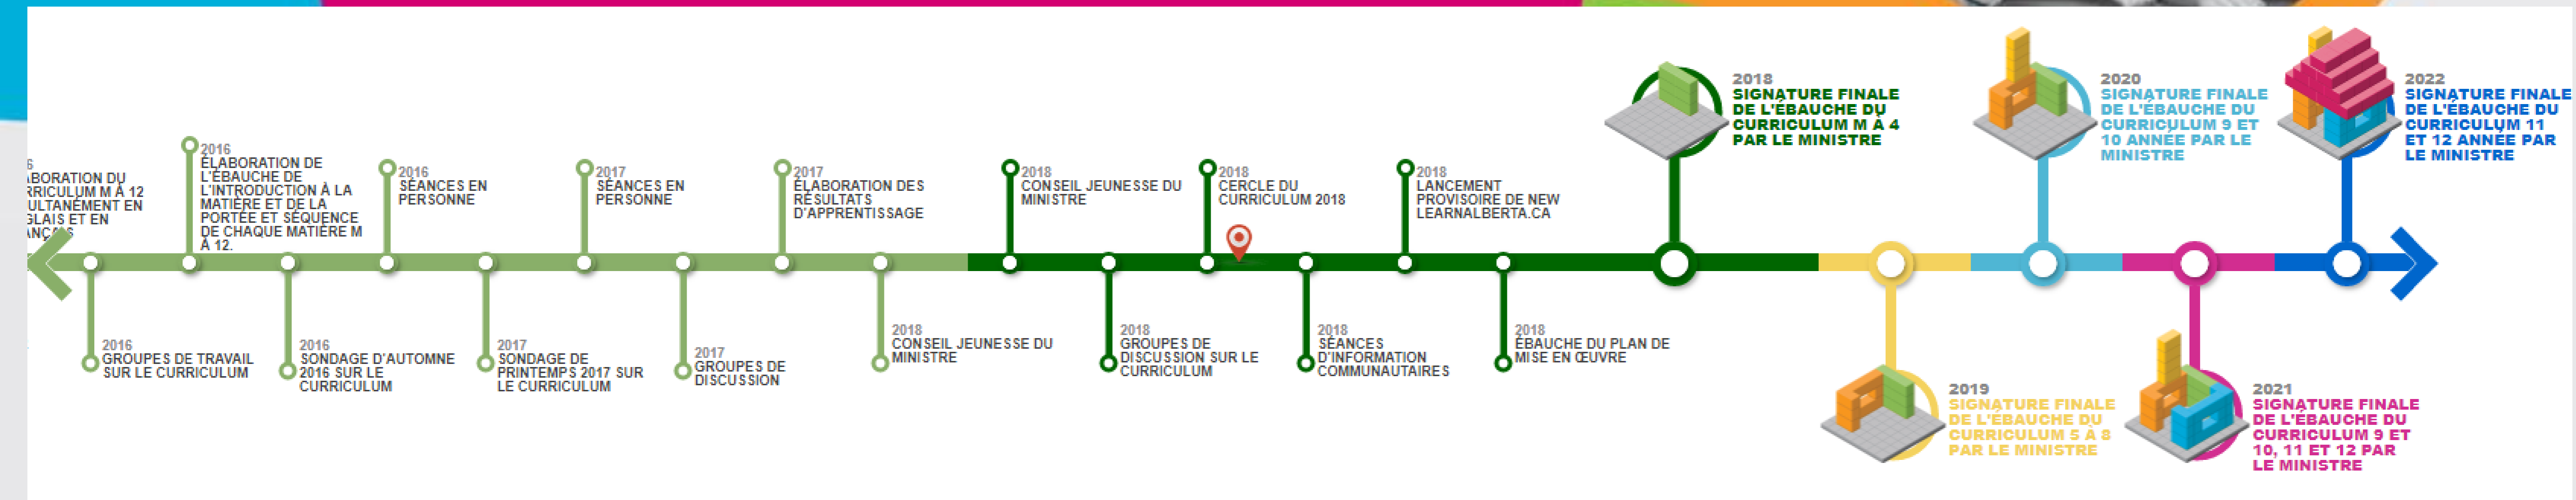 ÉLABORATION DE
L'ÉBAUCHE DE
L'INTRODUCTION À LA
MATIÈRE ET DE LA
PORTÉE ET SÉQUENCE
DE CHAQUE MATIÈRE M
À 12.
2016
DU
M À 12
EN
ET EN
2016
GROUPES DE TRAVAIL
SUR LE CURRICULUM
2016
SONDAGE D'AUTOMNE
2016 SUR LE
CURRICULUM
2016
SÉANCES EN
PERSONNE
2017
SONDAGE DE
PRINTEMPS 2017 SUR
LE CURRICULUM
2017
SÉANCES EN
PERSONNE
2017
GROUPES DE
DISCUSSION
2017
ÉLABORATION DES
RÉSULTATS
D'APPRENTISSAGE
2018
CONSEIL JEUNESSE DU
MINISTRE
2018
CONSEIL JEUNESSE DU
MINISTRE
2018
GROUPES DE
DISCUSSION SUR LE
CURRICULUM
2018
CERCLE DU
CURRICULUM 2018
2018
SÉANCES
D'INFORMATION
COMMUNAUTAIRES
2018
LANCEMENT
PROVISOIRE DE NEW
LEARNALBERTA.CA
2018
ÉBAUCHE DU PLAN DE
MISE EN ŒUVRE
2018
SIGNATURE FINALE
DE L'ÉBAUCHE DU
CURRICULUM M À 4
PAR LE MINISTRE
2019
SIGNATURE FINALE
DE L'ÉBAUCHE DU
CURRICULUM 5 À 8
PAR LE MINISTRE
2020
SIGNATURE FINALE
DE L'ÉBAUCHE DU
CURRICULUM 9 ET
10 ANNÉE PAR LE
MINISTRE
2021
SIGNATURE FINALE
DE L'ÉBAUCHE DU
CURRICULUM 9 ET
10, 11 ET 12 PAR
LE MINISTRE
2022
SIGNATURE FINALE
DE L'ÉBAUCHE DU
CURRICULUM 11
ET 12 ANNÉE PAR
LE MINISTRE